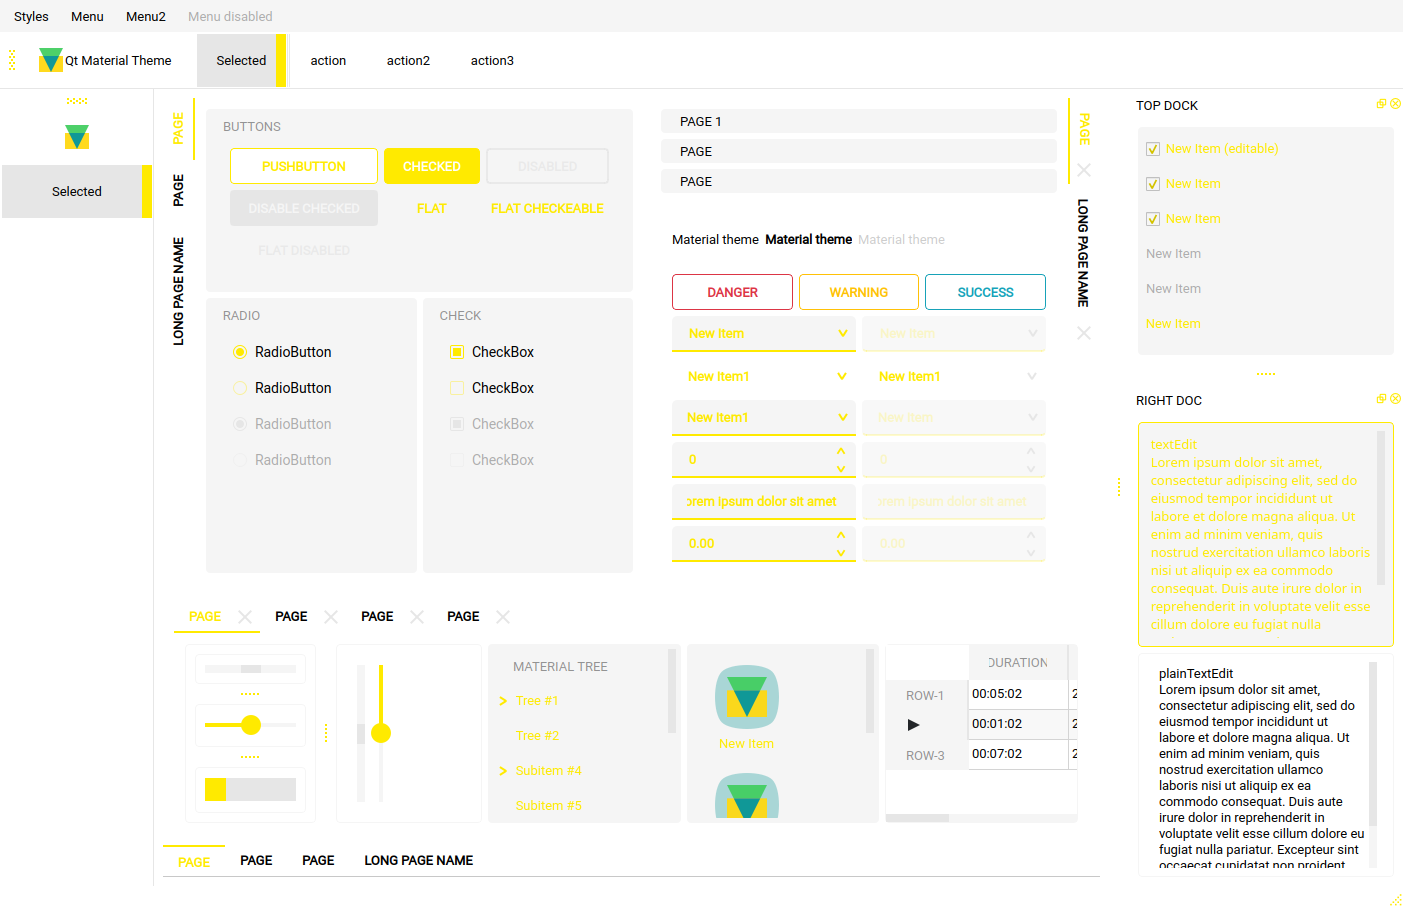 Styles Menu Menu2 Menu disabled
Qt Material Theme Selected action action2 action3
Selected
PAGE
PAGE
LONG PAGE NAME
BUTTONS
PUSHBUTTON CHECKED DISABLED
DISABLE CHECKED FLAT FLAT CHECKEABLE
FLAT DISABLED
RADIO
RadioButton
RadioButton
RadioButton
RadioButton
CHECK
CheckBox
CheckBox
CheckBox
CheckBox
PAGE 1
PAGE
PAGE
Material theme Material theme Material theme
DANGER WARNING SUCCESS
New Item New Item
New Item1 New Item1
New Item1 New Item
0 0
orem ipsum dolor sit amet orem ipsum dolor sit amet
0.00 0.00
PAGE
LONG PAGE NAME
PAGE PAGE PAGE PAGE
MATERIAL TREE
Tree #1
Tree #2
Subitem #4
Subitem #5
New Item
DURATION
ROW-1 00:05:02 2
00:01:02 2
ROW-3 00:07:02 2
PAGE PAGE PAGE LONG PAGE NAME
TOP DOCK
New Item (editable)
New Item
New Item
New Item
New Item
New Item
RIGHT DOC
textEdit
Lorem ipsum dolor sit amet,
consectetur adipiscing elit, sed do
eiusmod tempor incididunt ut
labore et dolore magna aliqua. Ut
enim ad minim veniam, quis
nostrud exercitation ullamco laboris
nisi ut aliquip ex ea commodo
consequat. Duis aute irure dolor in
reprehenderit in voluptate velit esse
cillum dolore eu fugiat nulla
plainTextEdit
Lorem ipsum dolor sit amet,
consectetur adipiscing elit, sed do
eiusmod tempor incididunt ut
labore et dolore magna aliqua. Ut
enim ad minim veniam, quis
nostrud exercitation ullamco
laboris nisi ut aliquip ex ea
commodo consequat. Duis aute
irure dolor in reprehenderit in
voluptate velit esse cillum dolore eu
fugiat nulla pariatur. Excepteur sint
occaecat cupidatat non proident